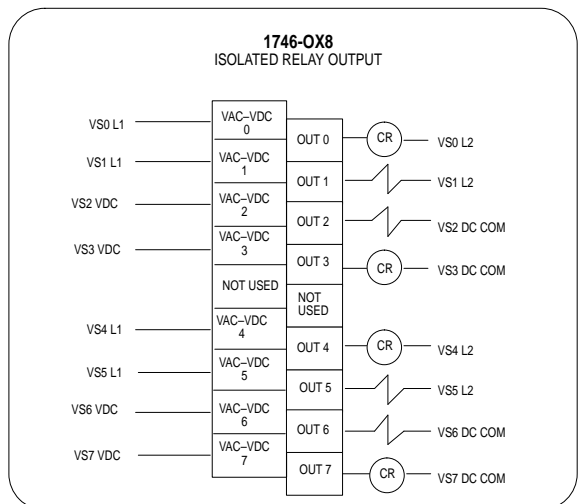 1746-OX8
ISOLATED RELAY OUTPUT
VS0 L1
VAC–VDC
0
OUT 0
CR
VS0 L2
VS1 L1
VAC–VDC
1
OUT 1
VS1 L2
VS2 VDC
VAC–VDC
2
OUT 2
VS2 DC COM
VS3 VDC
VAC–VDC
3
OUT 3
CR
VS3 DC COM
NOT USED
NOT
USED
VS4 L1
VAC–VDC
4
OUT 4
CR
VS4 L2
VS5 L1
VAC–VDC
5
OUT 5
VS5 L2
VS6 VDC
VAC–VDC
6
OUT 6
VS6 DC COM
VS7 VDC
VAC–VDC
7
OUT 7
CR
VS7 DC COM